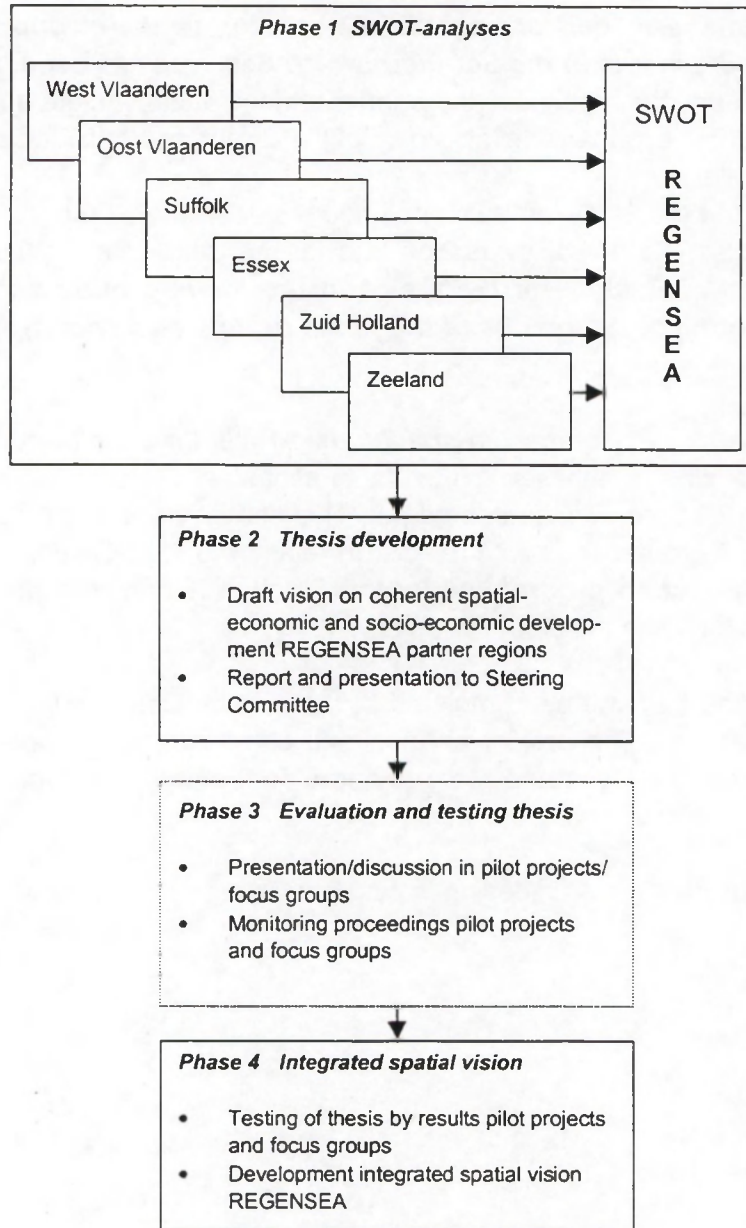 Phase 1 SWOT-analyses
West Vlaanderen
Oost Vlaanderen
Suffolk
Essex
Zuid Holland
Zeeland
SWOT
R
E
G
E
N
S
E
A
Phase 2 Thesis development
• Draft vision on coherent spatial-
economic and socio-economic develop-
ment REGENSEA partner regions
• Report and presentation to Steering
Committee
Phase 3 Evaluation and testing thesis
• Presentation/discussion in pilot projects/
focus groups
• Monitoring proceedings pilot projects
and focus groups
Phase 4 Integrated spatial vision
• Testing of thesis by results pilot projects
and focus groups
• Development integrated spatial vision
REGENSEA